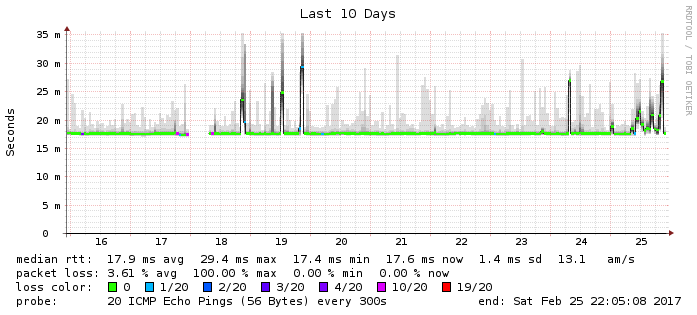 Last 10 Days
RRDTOOL / TOBI OETIKER
Seconds
35 m
30 m
25 m
20 m
15 m
10 m
5 m
0
16 17 18 19 20 21 22 23 24 25
median rtt: 17.9 ms avg 29.4 ms max 17.4 ms min 17.6 ms now 1.4 ms sd 13.1 am/s
packet loss: 3.61 % avg 100.00 % max 0.00 % min 0.00 % now
loss color: 0 1/20 2/20 3/20 4/20 10/20 19/20
probe: 20 ICMP Echo Pings (56 Bytes) every 300s end: Sat Feb 25 22:05:08 2017